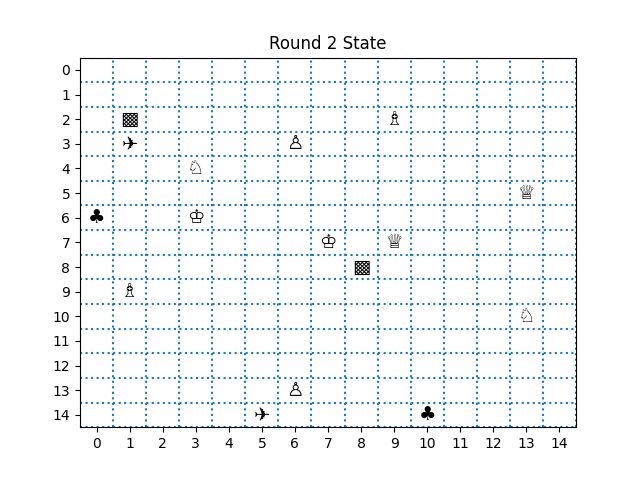 Round 2 State
0
1
2 ▩ ♗
3 ✈ ♙
4 ♘
5 ♕
6 ♣ ♔
7 ♔ ♕
8 ▩
9 ♗
10 ♘
11
12
13 ♙
14 ✈ ♣
0 1 2 3 4 5 6 7 8 9 10 11 12 13 14